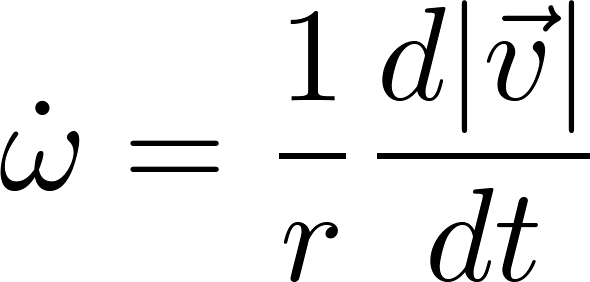 ω̇ = 1/r d|v⃗|/dt